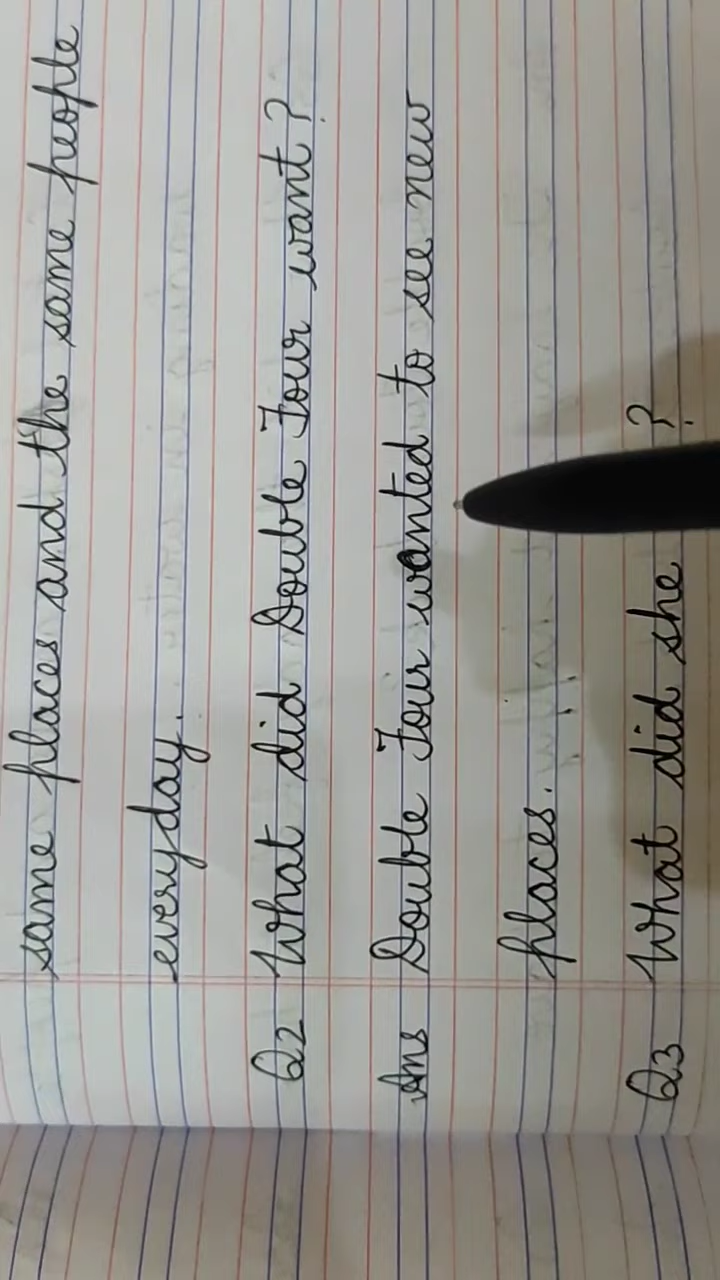 same places and the same people
everyday.
Q2 What did Double Four want?
Ans Double Four wanted to see new
places.
Q3 What did she ?